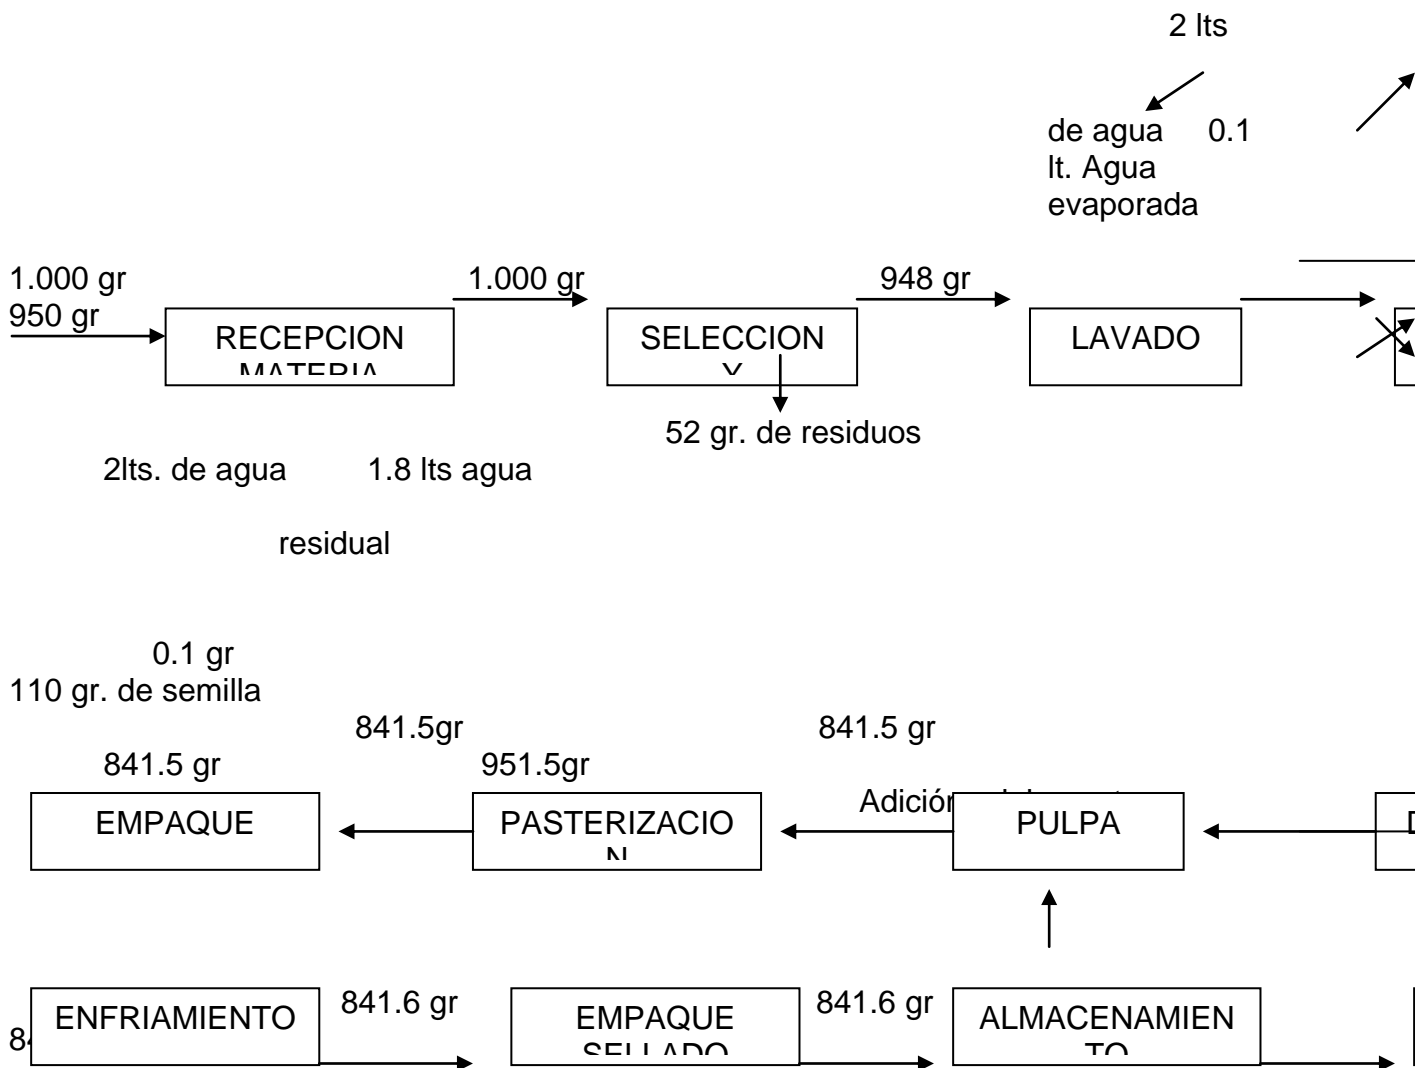 2 lts
de agua 0.1
lt. Agua
evaporada
1.000 gr 1.000 gr 948 gr
950 gr
RECEPCION SELECCION LAVADO
MATERIA Y
52 gr. de residuos
2lts. de agua 1.8 lts agua
residual
0.1 gr
110 gr. de semilla
841.5gr 841.5 gr
841.5 gr 951.5gr
Adición
EMPAQUE PASTERIZACIO PULPA
N
ENFRIAMIENTO 841.6 gr EMPAQUE 841.6 gr ALMACENAMIEN
SELLADO TO